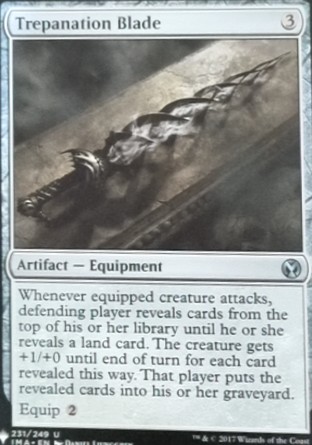 Trepanation Blade 3
Artifact — Equipment
Whenever equipped creature attacks,
defending player reveals cards from the
top of his or her library until he or she
reveals a land card. The creature gets
+1/+0 until end of turn for each card
revealed this way. That player puts the
revealed cards into his or her graveyard.
Equip 2
231/249 U
IMA • EN ™ & © 2017 Wizards of the Coast